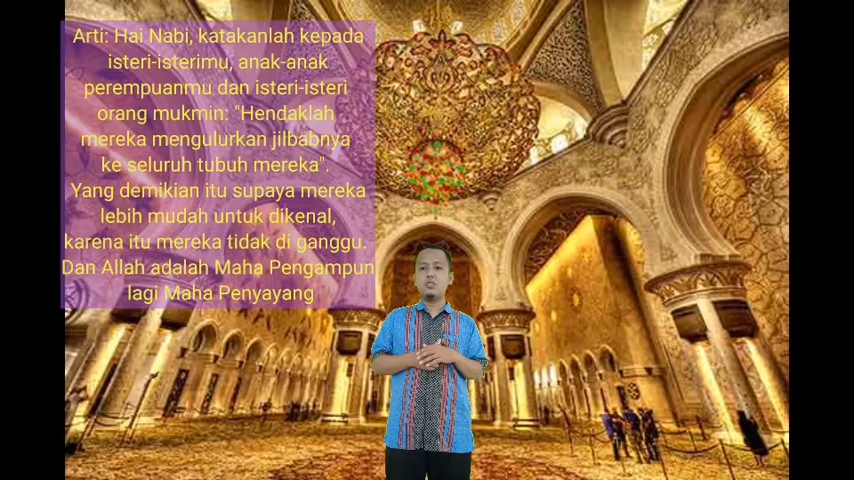 Arti: Hai Nabi, katakanlah kepada
isteri-isterimu, anak-anak
perempuanmu dan isteri-isteri
orang mukmin: "Hendaklah
mereka mengulurkan jilbabnya
ke seluruh tubuh mereka".
Yang demikian itu supaya mereka
lebih mudah untuk dikenal,
karena itu mereka tidak di ganggu.
Dan Allah adalah Maha Pengampun
lagi Maha Penyayang